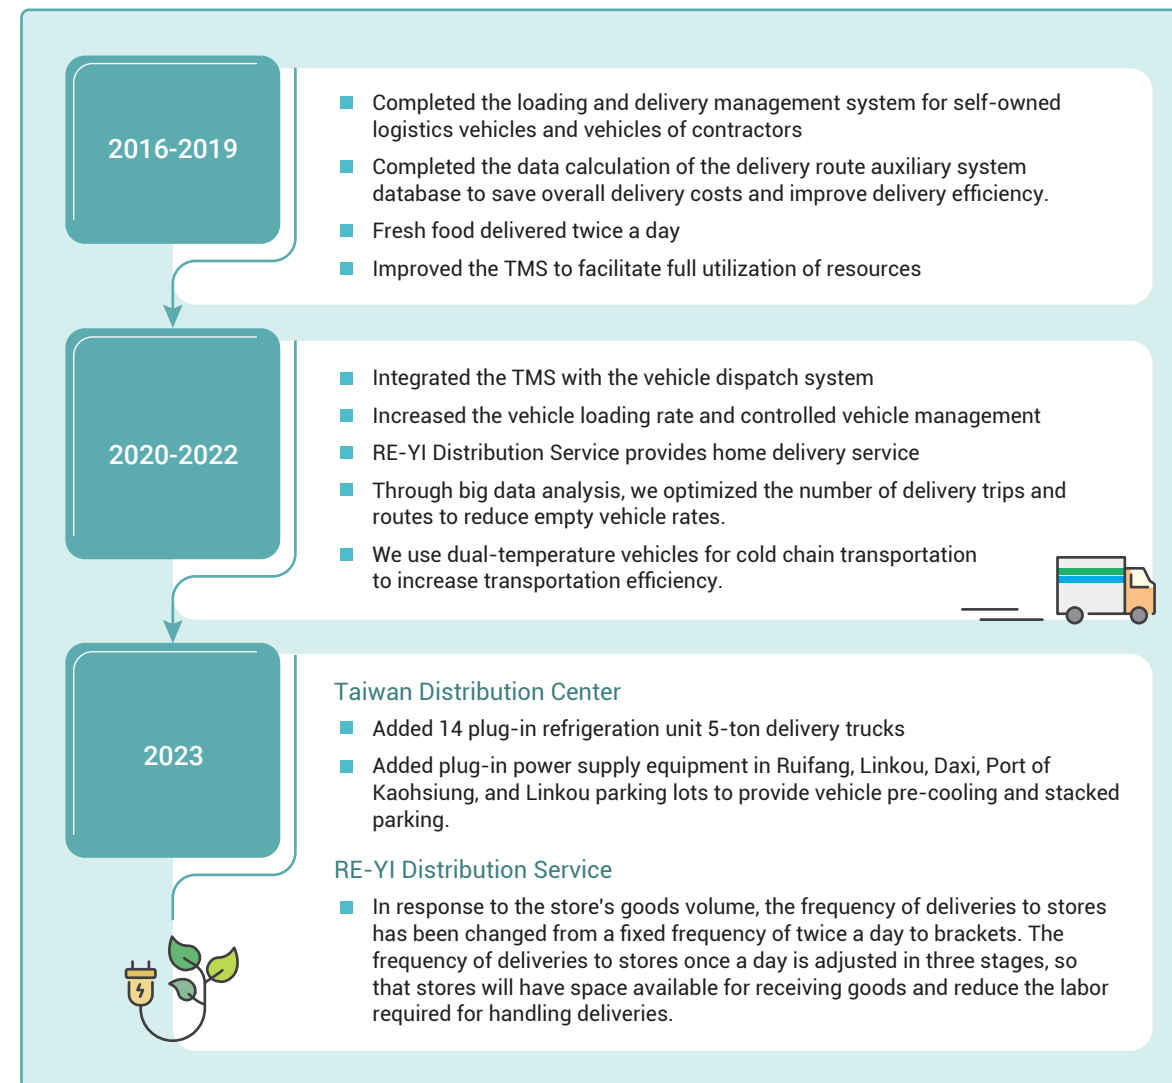 2016-2019
Completed the loading and delivery management system for self-owned
logistics vehicles and vehicles of contractors
Completed the data calculation of the delivery route auxiliary system
database to save overall delivery costs and improve delivery efficiency.
Fresh food delivered twice a day
Improved the TMS to facilitate full utilization of resources
2020-2022
Integrated the TMS with the vehicle dispatch system
Increased the vehicle loading rate and controlled vehicle management
RE-YI Distribution Service provides home delivery service
Through big data analysis, we optimized the number of delivery trips and
routes to reduce empty vehicle rates.
We use dual-temperature vehicles for cold chain transportation
to increase transportation efficiency.
2023
Taiwan Distribution Center
Added 14 plug-in refrigeration unit 5-ton delivery trucks
Added plug-in power supply equipment in Ruifang, Linkou, Daxi, Port of
Kaohsiung, and Linkou parking lots to provide vehicle pre-cooling and stacked
parking.
RE-YI Distribution Service
In response to the store's goods volume, the frequency of deliveries to stores
has been changed from a fixed frequency of twice a day to brackets. The
frequency of deliveries to stores once a day is adjusted in three stages, so
that stores will have space available for receiving goods and reduce the labor
required for handling deliveries.